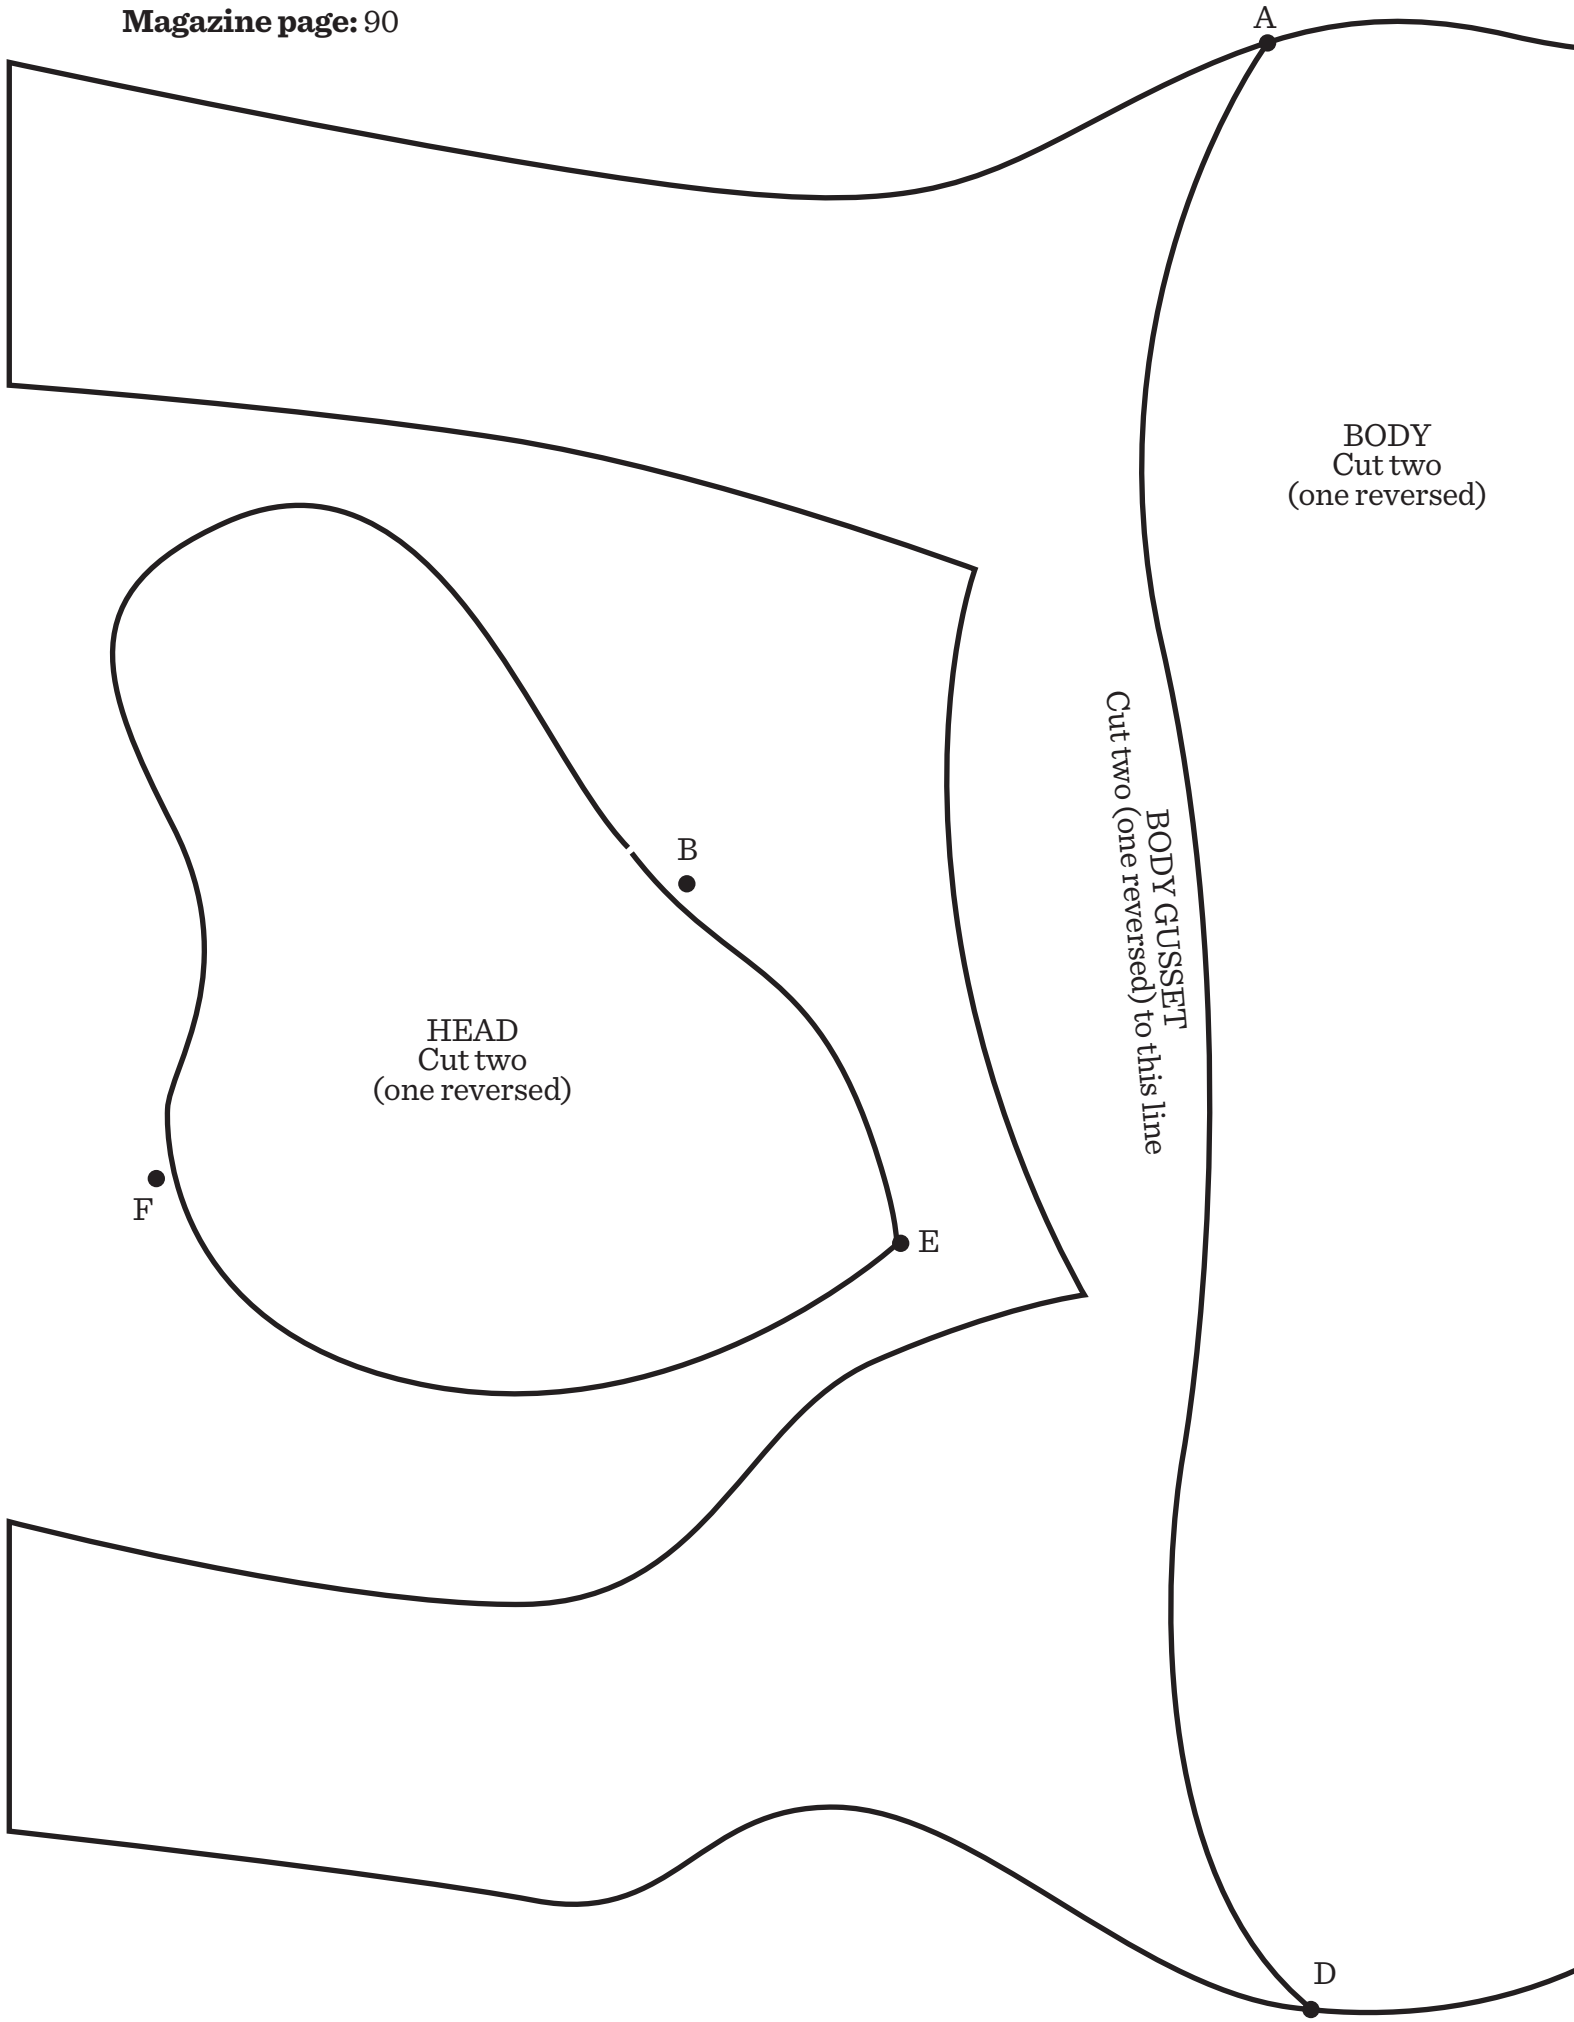 Magazine page: 90
A
BODY
Cut two
(one reversed)
BODY GUSSET
Cut two (one reversed) to this line
B
HEAD
Cut two
(one reversed)
F
E
D